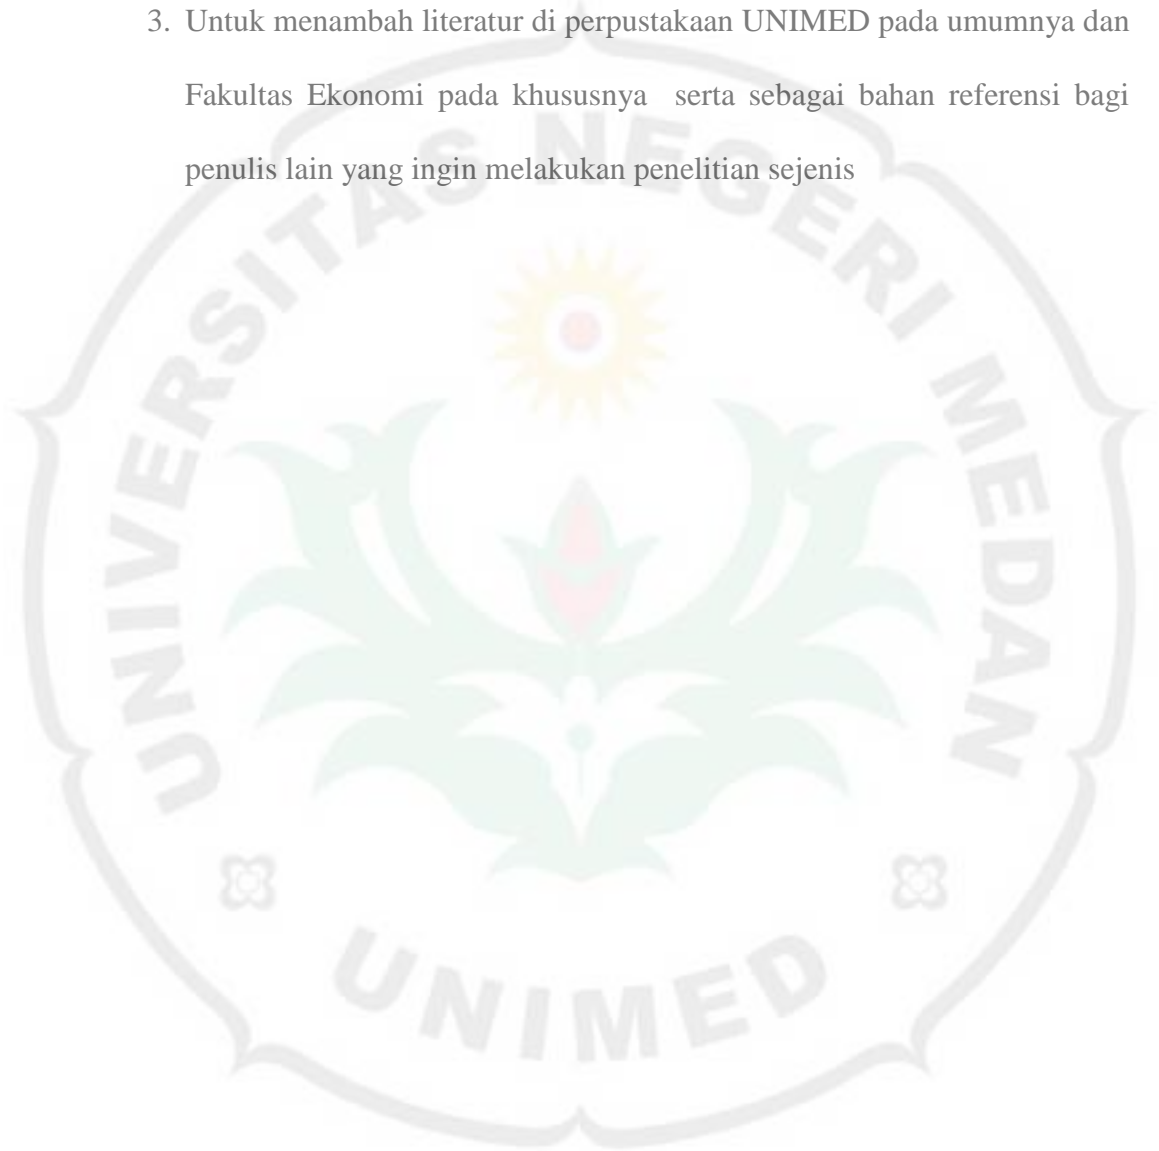 3. Untuk menambah literatur di perpustakaan UNIMED pada umumnya dan
Fakultas Ekonomi pada khususnya serta sebagai bahan referensi bagi
penulis lain yang ingin melakukan penelitian sejenis
UNIVERSITAS NEGERI MEDAN
UNIMED